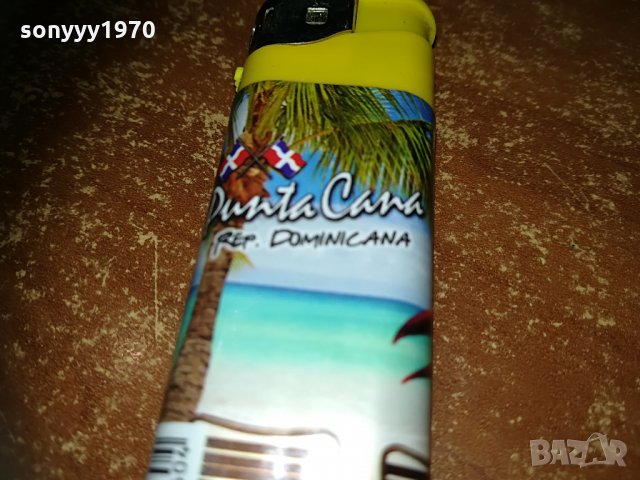 sonyyy1970
Punta Cana
REP. DOMINICANA
BAZAR